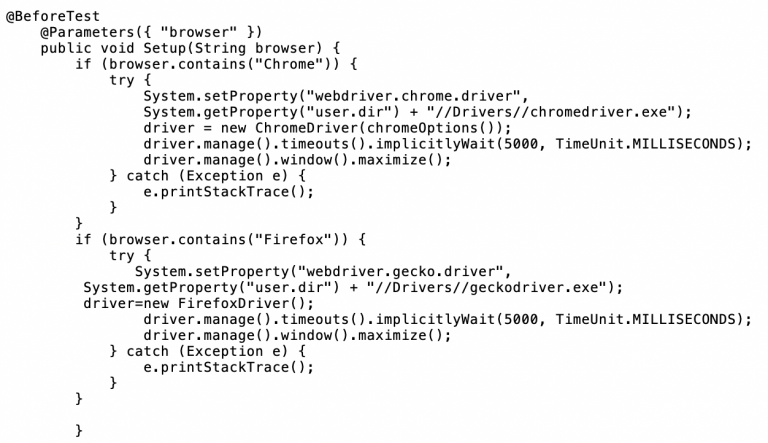 @BeforeTest
    @Parameters({ "browser" })
    public void Setup(String browser) {
        if (browser.contains("Chrome")) {
            try {
                System.setProperty("webdriver.chrome.driver",
                System.getProperty("user.dir") + "//Drivers//chromedriver.exe");
                driver = new ChromeDriver(chromeOptions());
                driver.manage().timeouts().implicitlyWait(5000, TimeUnit.MILLISECONDS);
                driver.manage().window().maximize();
            } catch (Exception e) {
                e.printStackTrace();
            }
        }
        if (browser.contains("Firefox")) {
            try {
               System.setProperty("webdriver.gecko.driver",
         System.getProperty("user.dir") + "//Drivers//geckodriver.exe");
         driver=new FirefoxDriver();
                driver.manage().timeouts().implicitlyWait(5000, TimeUnit.MILLISECONDS);
                driver.manage().window().maximize();
            } catch (Exception e) {
                e.printStackTrace();
            }
        }

        }